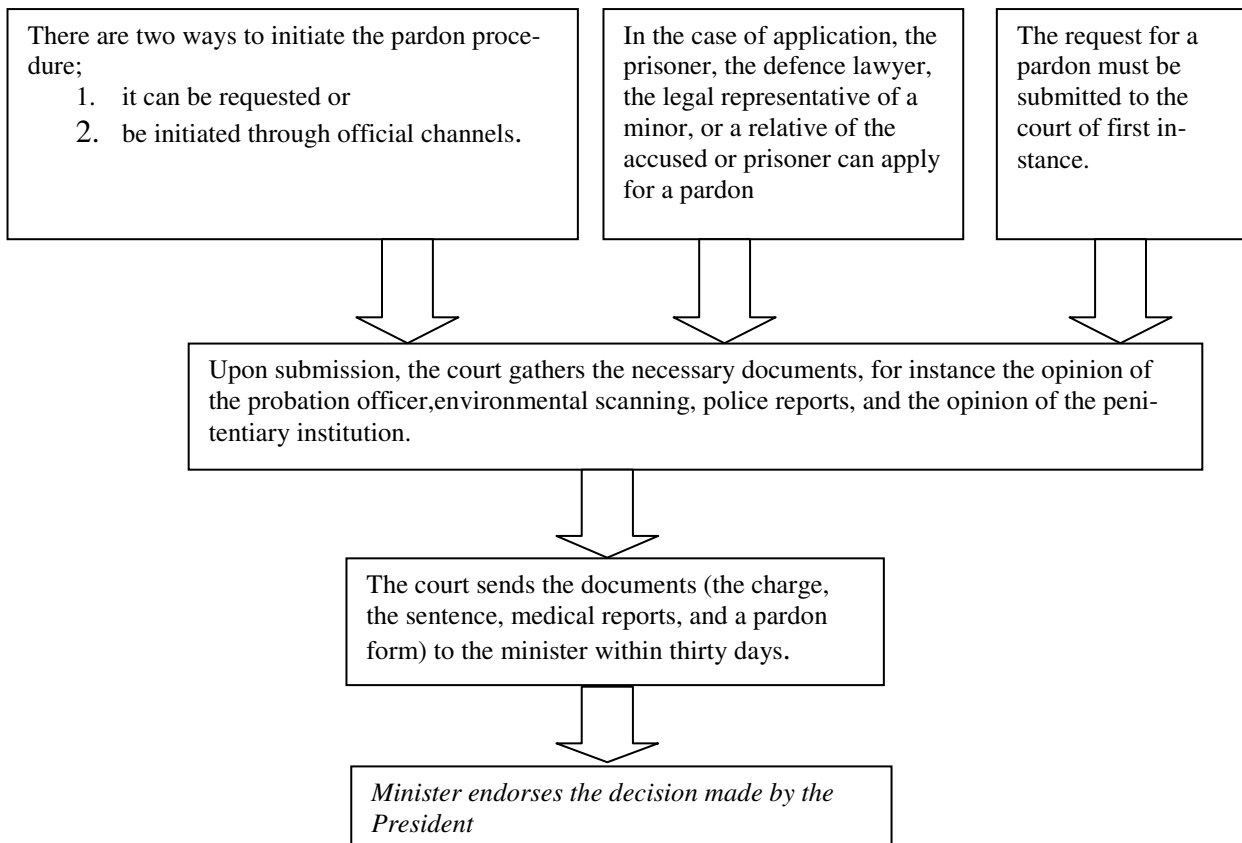 There are two ways to initiate the pardon proce-
dure;
1. it can be requested or
2. be initiated through official channels.
In the case of application, the
prisoner, the defence lawyer,
the legal representative of a
minor, or a relative of the
accused or prisoner can apply
for a pardon
The request for a
pardon must be
submitted to the
court of first in-
stance.
Upon submission, the court gathers the necessary documents, for instance the opinion of
the probation officer,environmental scanning, police reports, and the opinion of the peni-
tentiary institution.
The court sends the documents (the charge,
the sentence, medical reports, and a pardon
form) to the minister within thirty days.
Minister endorses the decision made by the
President